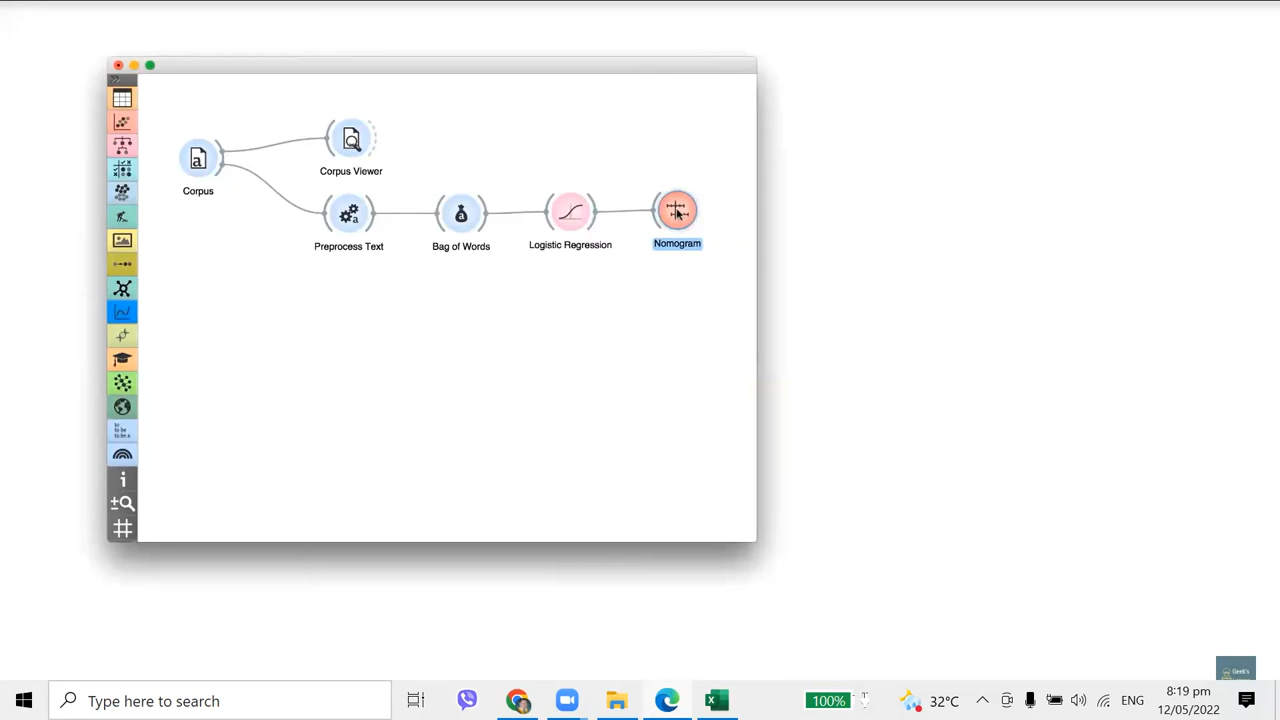 Corpus
Corpus Viewer
Preprocess Text
Bag of Words
Logistic Regression
Nomogram
Geek's
Type here to search
100%
32°C
ENG
8:19 pm
12/05/2022